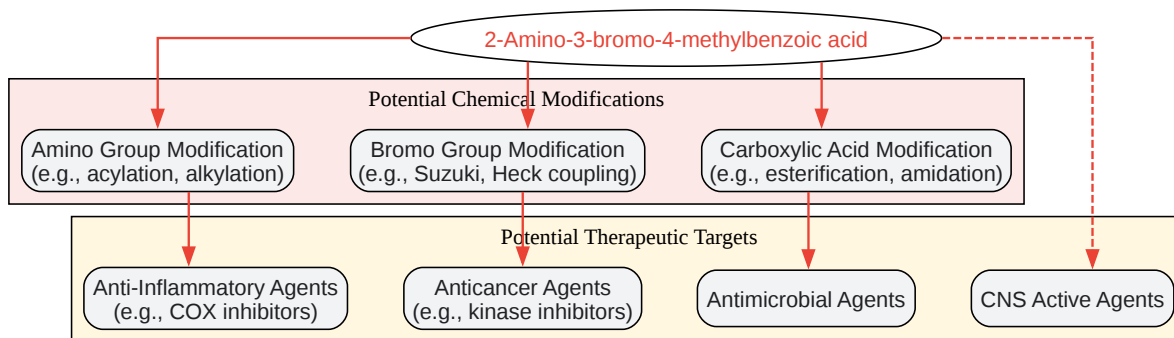 2-Amino-3-bromo-4-methylbenzoic acid
Potential Chemical Modifications
Amino Group Modification
(e.g., acylation, alkylation)
Bromo Group Modification
(e.g., Suzuki, Heck coupling)
Carboxylic Acid Modification
(e.g., esterification, amidation)
Potential Therapeutic Targets
Anti-Inflammatory Agents
(e.g., COX inhibitors)
Anticancer Agents
(e.g., kinase inhibitors)
Antimicrobial Agents
CNS Active Agents